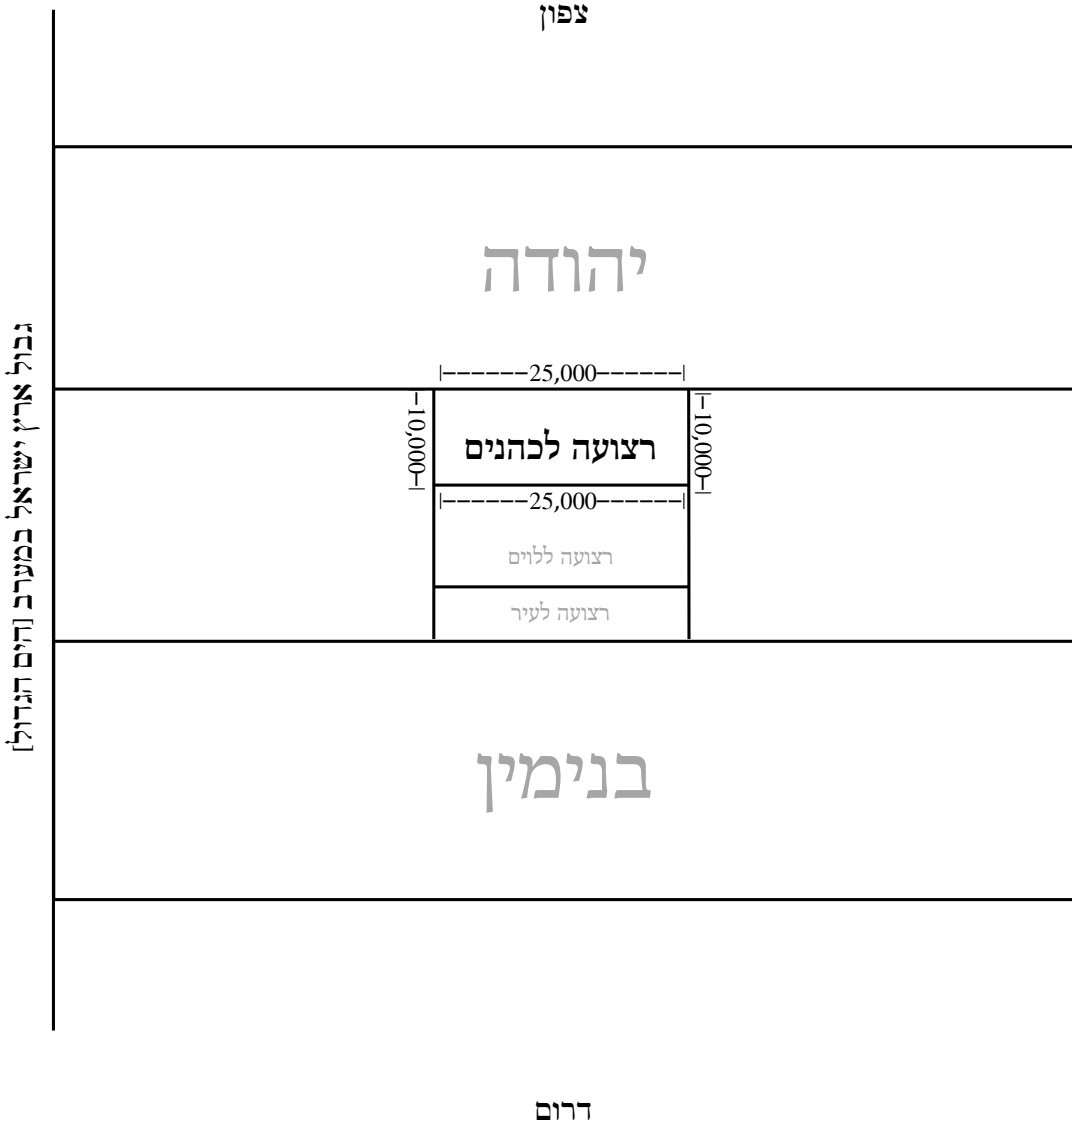 צפון
יהודה
|------25,000------|
|-10,000-|
|-10,000-|
רצועה לכהנים
|------25,000------|
רצועה ללוים
רצועה לעיר
גבול ארץ ישראל במערב [הים הגדול]
בנימין
דרום